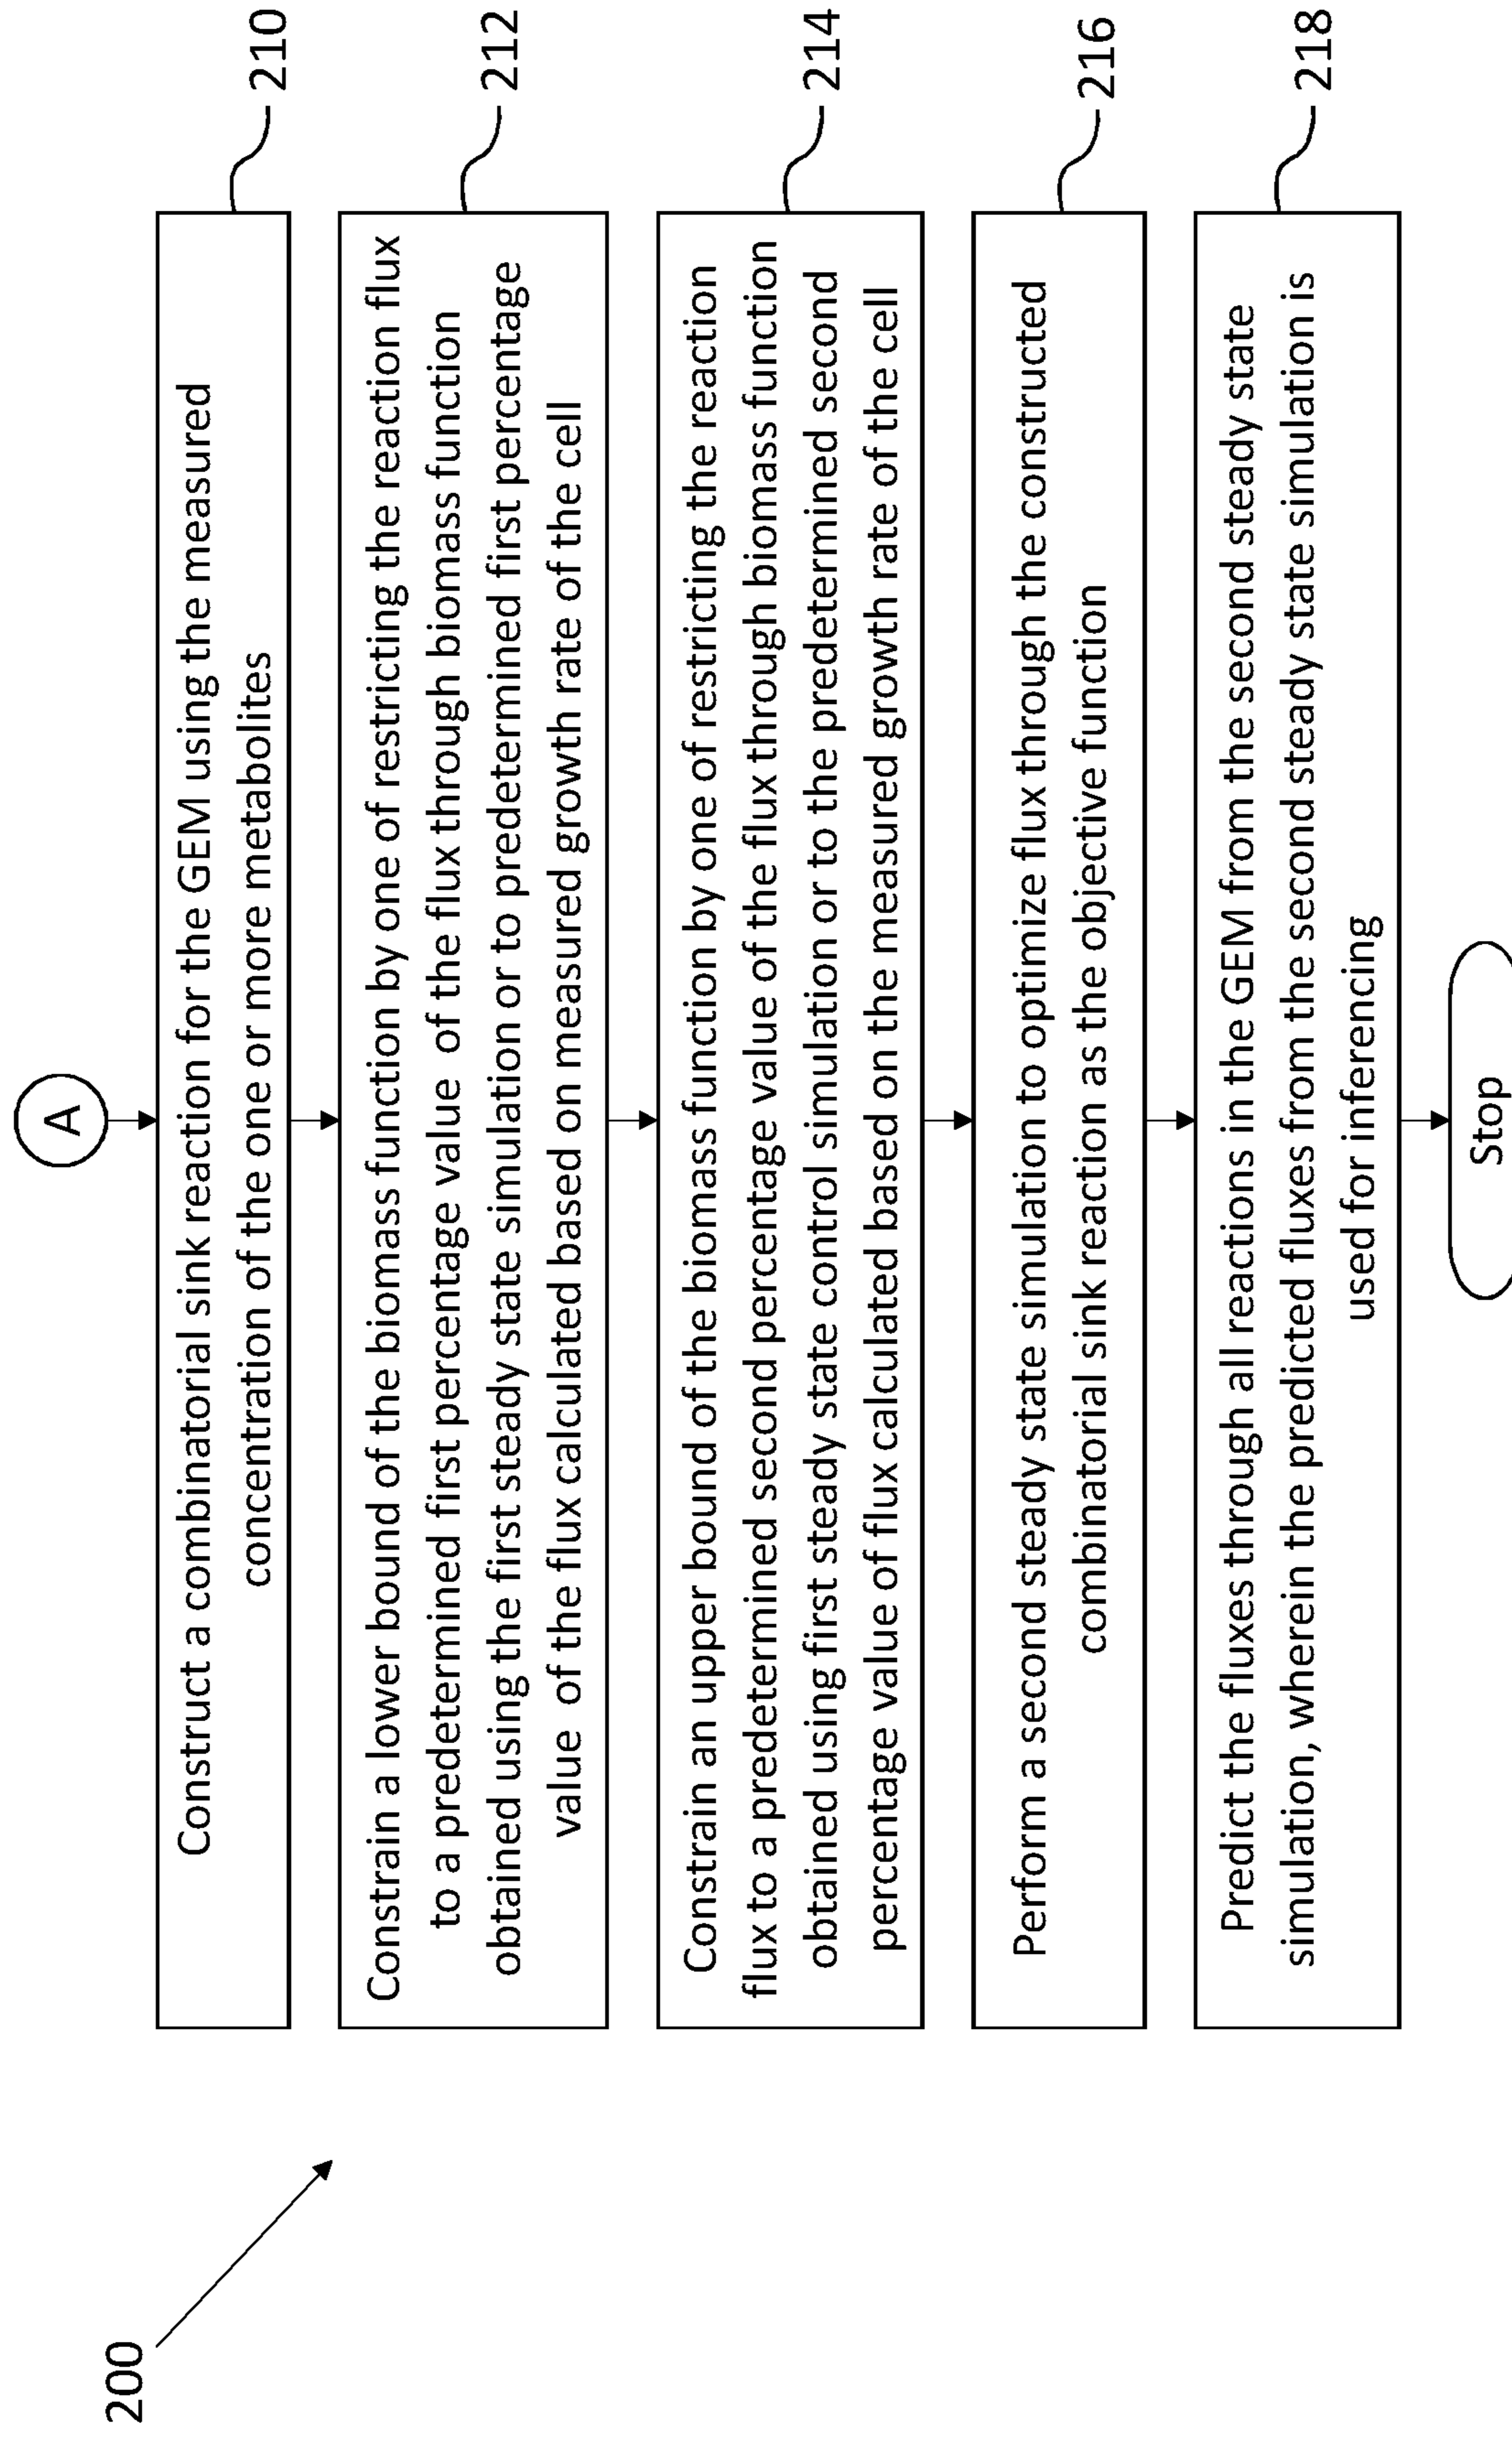 200
A
Construct a combinatorial sink reaction for the GEM using the measured
concentration of the one or more metabolites
210
Constrain a lower bound of the biomass function by one of restricting the reaction flux
to a predetermined first percentage value of the flux through biomass function
obtained using the first steady state simulation or to predetermined first percentage
value of the flux calculated based on measured growth rate of the cell
212
Constrain an upper bound of the biomass function by one of restricting the reaction
flux to a predetermined second percentage value of the flux through biomass function
obtained using first steady state control simulation or to the predetermined second
percentage value of flux calculated based on the measured growth rate of the cell
214
Perform a second steady state simulation to optimize flux through the constructed
combinatorial sink reaction as the objective function
216
Predict the fluxes through all reactions in the GEM from the second steady state
simulation, wherein the predicted fluxes from the second steady state simulation is
used for inferencing
218
Stop